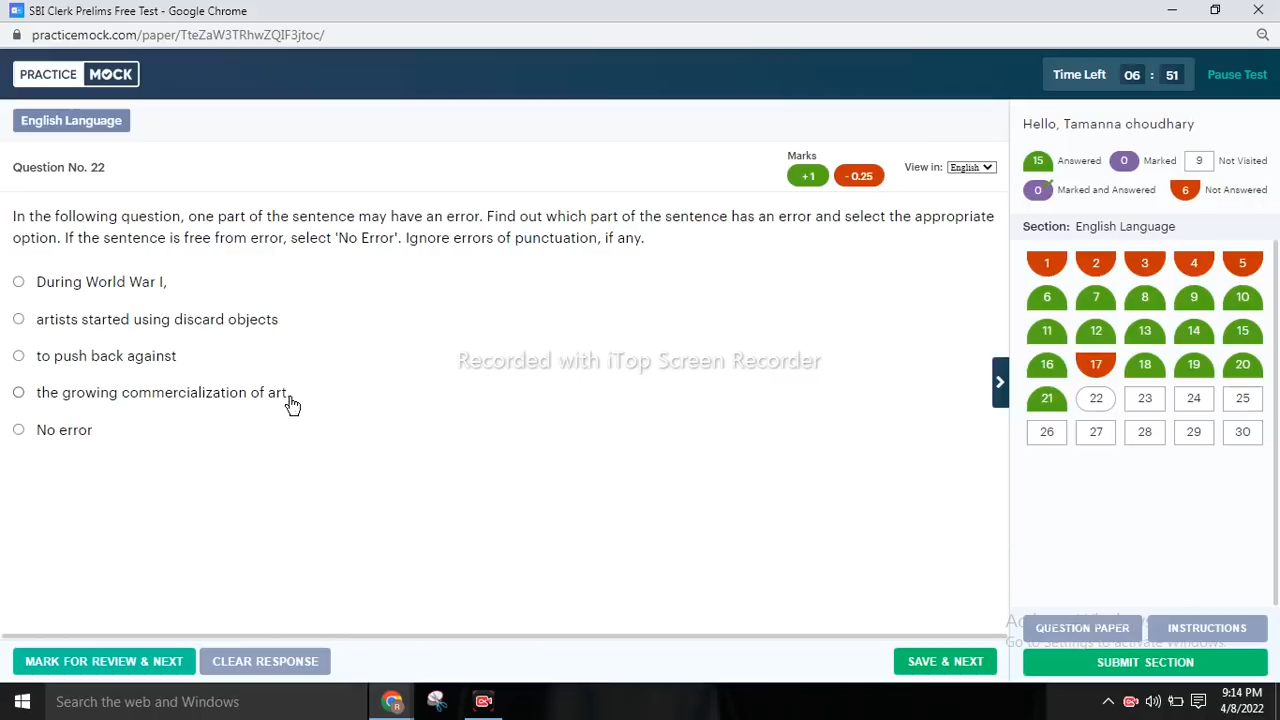 SBI Clerk Prelims Free Test - Google Chrome
practicemock.com/paper/TteZaW3TRhwZQIF3jtoc/
PRACTICE MOCK
Time Left 06 : 51 Pause Test
English Language
Hello, Tamanna choudhary
Question No. 22
Marks
+ 1 - 0.25
View in: English
15 Answered 0 Marked 9 Not Visited
0 Marked and Answered 6 Not Answered
In the following question, one part of the sentence may have an error. Find out which part of the sentence has an error and select the appropriate
option. If the sentence is free from error, select 'No Error'. Ignore errors of punctuation, if any.
During World War I,
artists started using discard objects
to push back against
the growing commercialization of art.
No error
Recorded with iTop Screen Recorder
Section: English Language
1 2 3 4 5
6 7 8 9 10
11 12 13 14 15
16 17 18 19 20
21 22 23 24 25
26 27 28 29 30
QUESTION PAPER INSTRUCTIONS
Go to Settings to activate Windows.
MARK FOR REVIEW & NEXT CLEAR RESPONSE SAVE & NEXT SUBMIT SECTION
Search the web and Windows
9:14 PM
4/8/2022